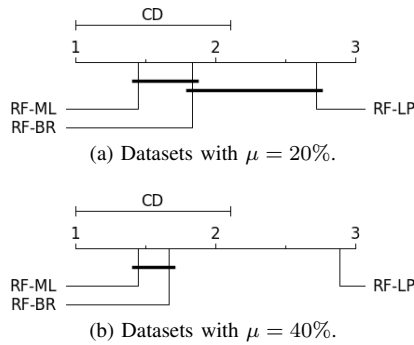 CD
1 2 3
RF-ML
RF-BR
RF-LP
(a) Datasets with μ = 20%.
CD
1 2 3
RF-ML
RF-BR
RF-LP
(b) Datasets with μ = 40%.